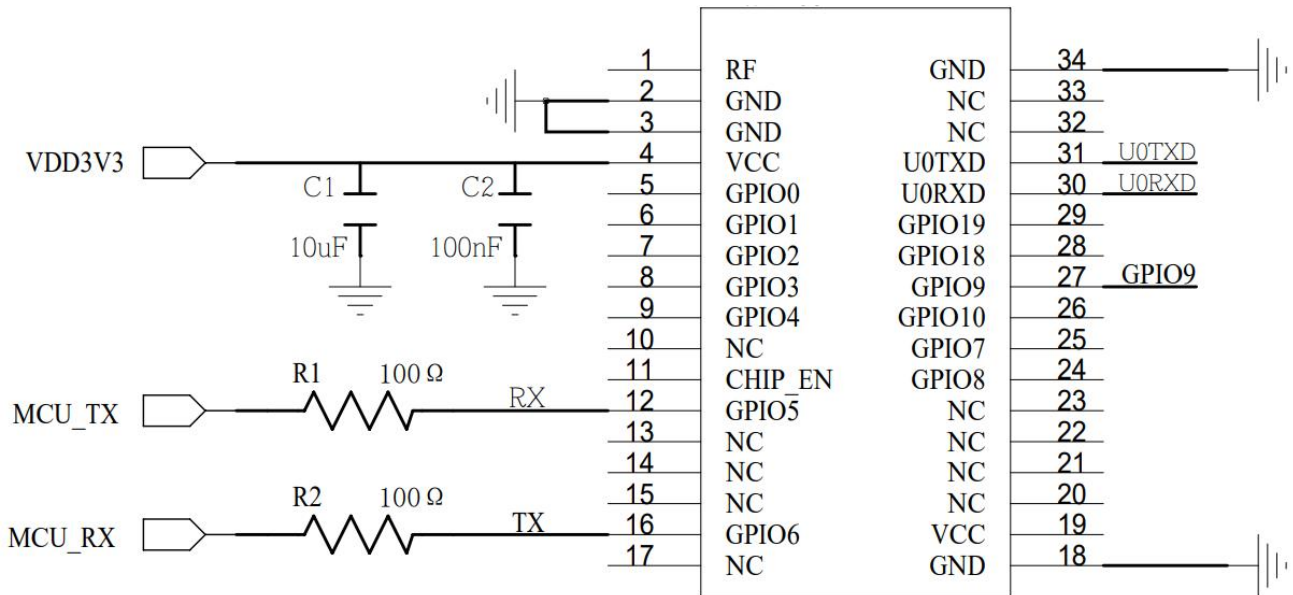 1 RF GND 34
2 GND NC 33
3 GND NC 32
VDD3V3 4 VCC U0TXD 31 U0TXD
C1 C2 5 GPIO0 U0RXD 30 U0RXD
6 GPIO1 GPIO19 29
10uF 100nF 7 GPIO2 GPIO18 28
8 GPIO3 GPIO9 27 GPIO9
9 GPIO4 GPIO10 26
10 NC GPIO7 25
R1 100Ω 11 CHIP_EN GPIO8 24
MCU_TX RX 12 GPIO5 NC 23
13 NC NC 22
14 NC NC 21
R2 100Ω 15 NC NC 20
MCU_RX TX 16 GPIO6 VCC 19
17 NC GND 18